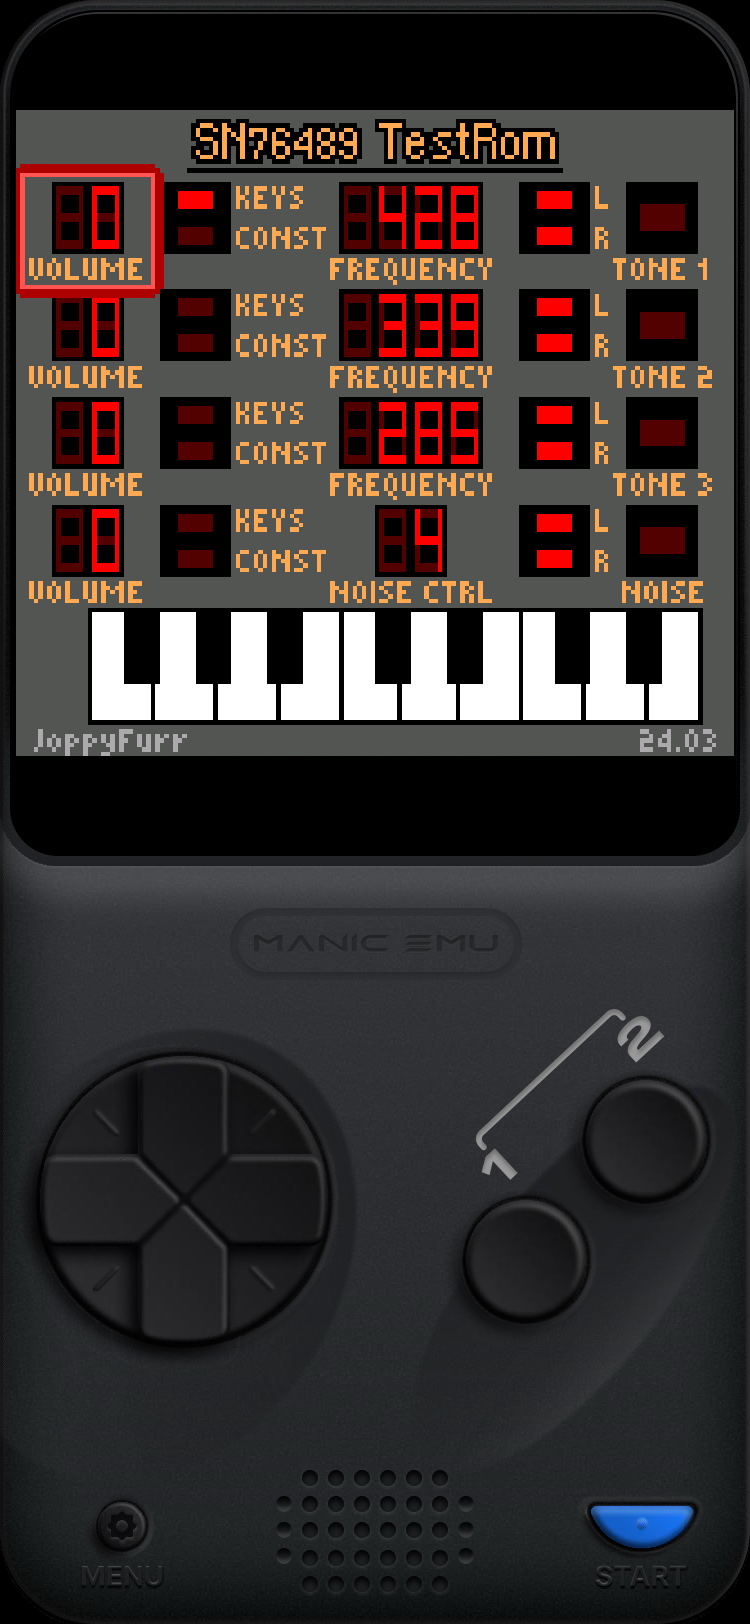 SN76489 TestRom
0 KEYS 428 L
CONST R
VOLUME FREQUENCY TONE 1
0 KEYS 339 L
CONST R
VOLUME FREQUENCY TONE 2
0 KEYS 285 L
CONST R
VOLUME FREQUENCY TONE 3
0 KEYS 4 L
CONST R
VOLUME NOISE CTRL NOISE
JoppyFurr 24.03
MANIC EMU
2
1
MENU START